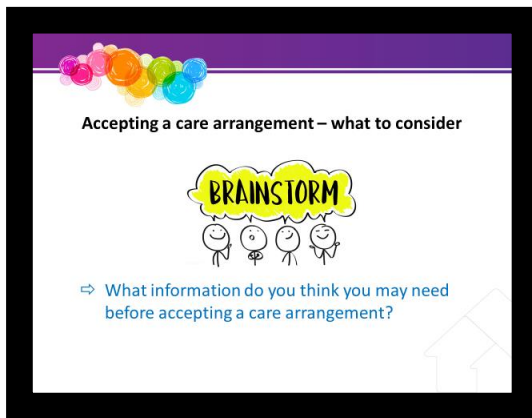 Accepting a care arrangement – what to consider
BRAINSTORM
⇨ What information do you think you may need
before accepting a care arrangement?